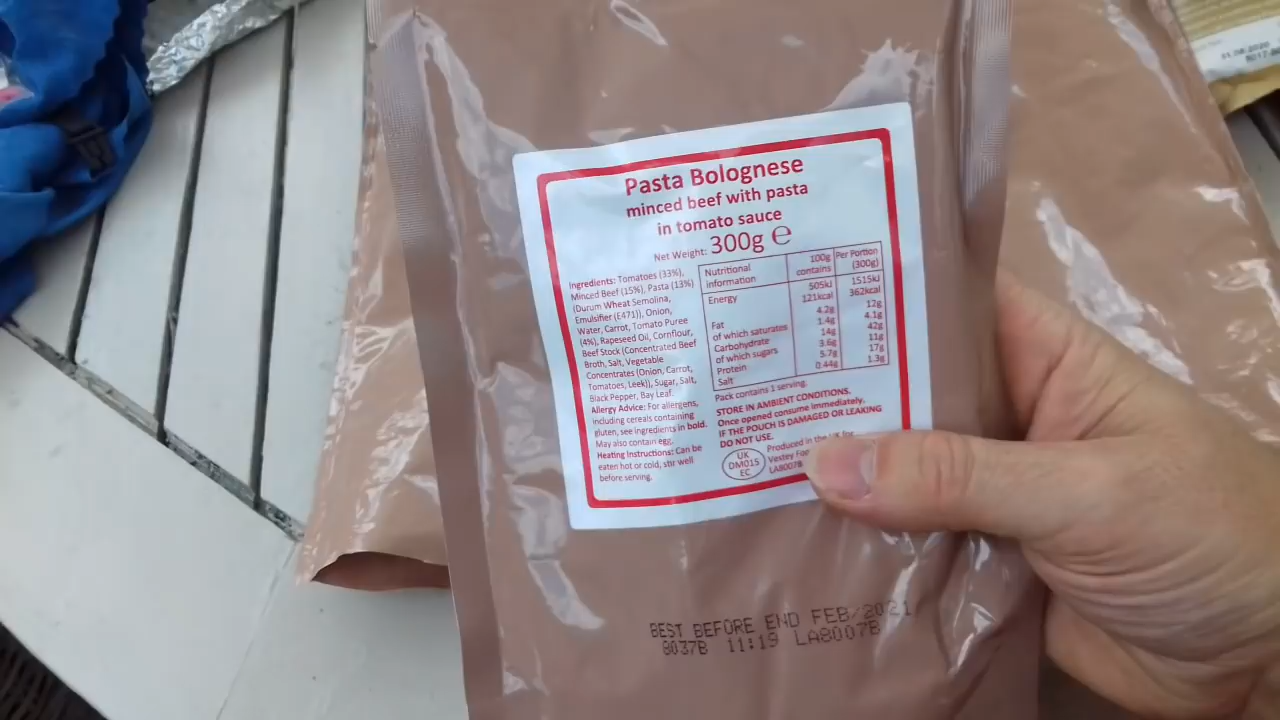 Pasta Bolognese
minced beef with pasta
in tomato sauce
Net Weight: 300g e
Ingredients: Tomatoes (33%),
Minced Beef (15%), Pasta (13%)
(Durum Wheat Semolina,
Emulsifier (E471)), Onion,
Water, Carrot, Tomato Puree
(4%), Rapeseed Oil, Cornflour,
Beef Stock (Concentrated Beef
Broth, Salt, Vegetable
Concentrates (Onion, Carrot,
Tomatoes, Leek)), Sugar, Salt,
Black Pepper, Bay Leaf.
Allergy Advice: For allergens,
including cereals containing
gluten, see ingredients in bold.
May also contain egg.
Heating Instructions: Can be
eaten hot or cold, stir well
before serving.
Nutritional Information 100g contains Per Portion (300g)
Energy 505kJ 1515kJ
121kcal 362kcal
Fat 4.2g 12g
of which saturates 1.4g 4.1g
Carbohydrate 14g 42g
of which sugars 3.6g 11g
Protein 5.7g 17g
Salt 0.44g 1.3g
Pack contains 1 serving.
STORE IN AMBIENT CONDITIONS.
Once opened consume immediately.
IF THE POUCH IS DAMAGED OR LEAKING
DO NOT USE.
UK
DM015
EC
Produced in the UK for
Vestey
LA8007B
BEST BEFORE END FEB/2021
8037B 11:19 LA8007B